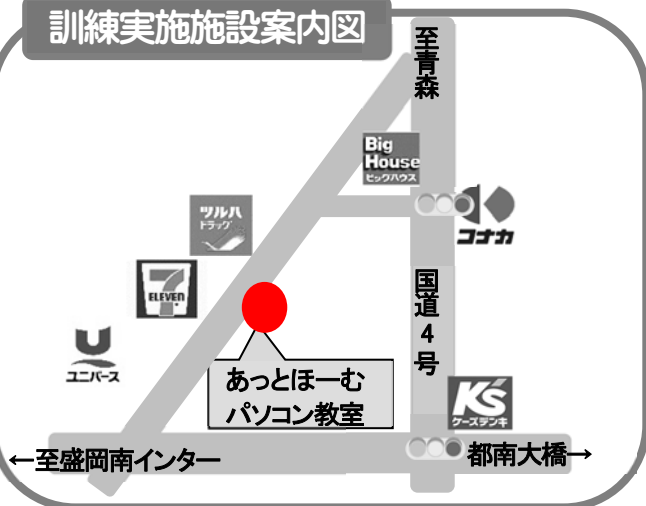 訓練実施施設案内図
至青森
Big
House
ビッグハウス
ツルハ
ドラッグ
コナカ
7
ELEVEN
国道4号
ユニバース
あっとほーむ
パソコン教室
K's
ケーズデンキ
←至盛岡南インター
都南大橋→